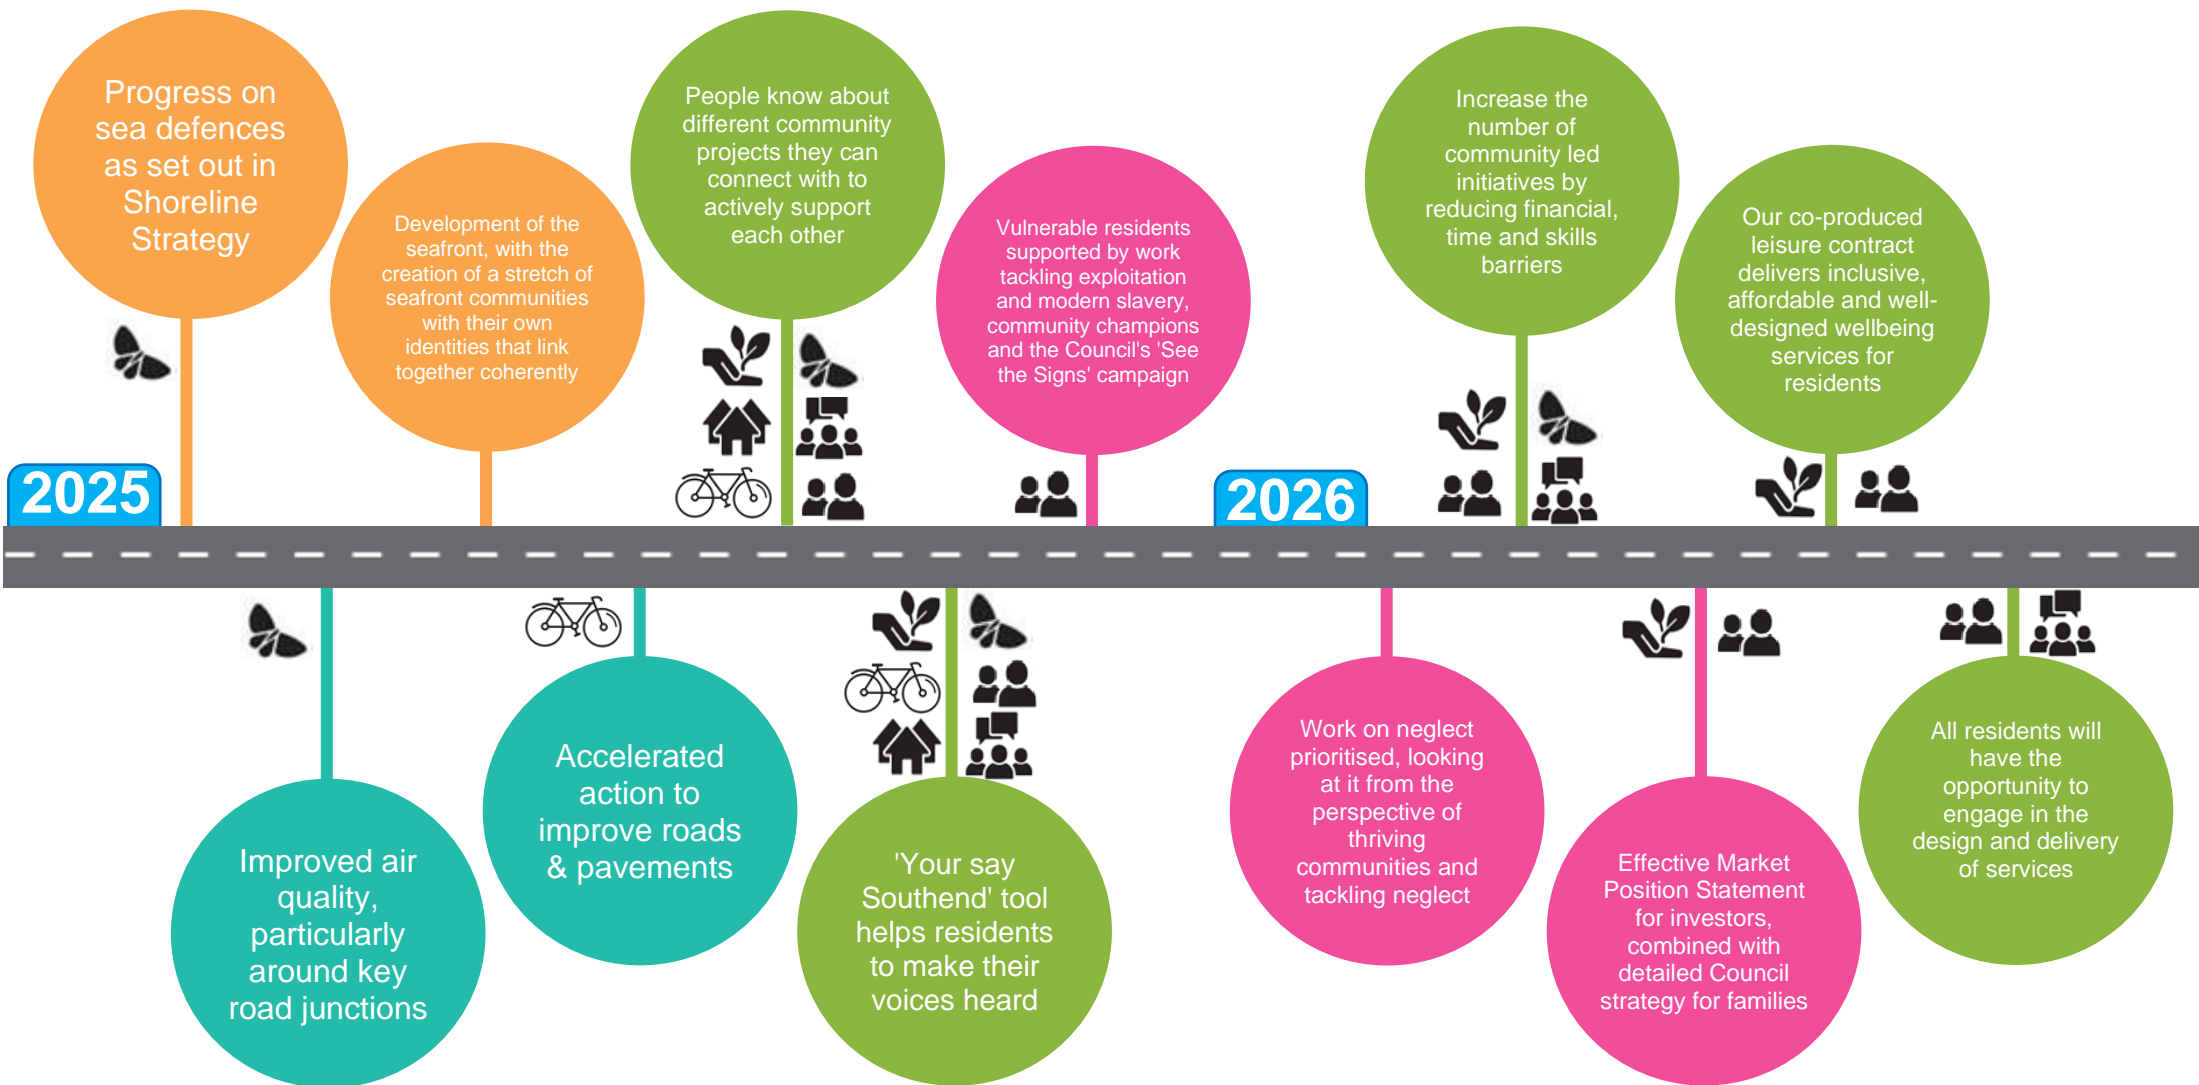 Progress on
sea defences
as set out in
Shoreline
Strategy
Development of the
seafront, with the
creation of a stretch of
seafront communities
with their own
identities that link
together coherently
People know about
different community
projects they can
connect with to
actively support
each other
Vulnerable residents
supported by work
tackling exploitation
and modern slavery,
community champions
and the Council's 'See
the Signs' campaign
Increase the
number of
community led
initiatives by
reducing financial,
time and skills
barriers
Our co-produced
leisure contract
delivers inclusive,
affordable and well-
designed wellbeing
services for
residents
2025
2026
Improved air
quality,
particularly
around key
road junctions
Accelerated
action to
improve roads
& pavements
'Your say
Southend' tool
helps residents
to make their
voices heard
Work on neglect
prioritised, looking
at it from the
perspective of
thriving
communities and
tackling neglect
Effective Market
Position Statement
for investors,
combined with
detailed Council
strategy for families
All residents will
have the
opportunity to
engage in the
design and delivery
of services